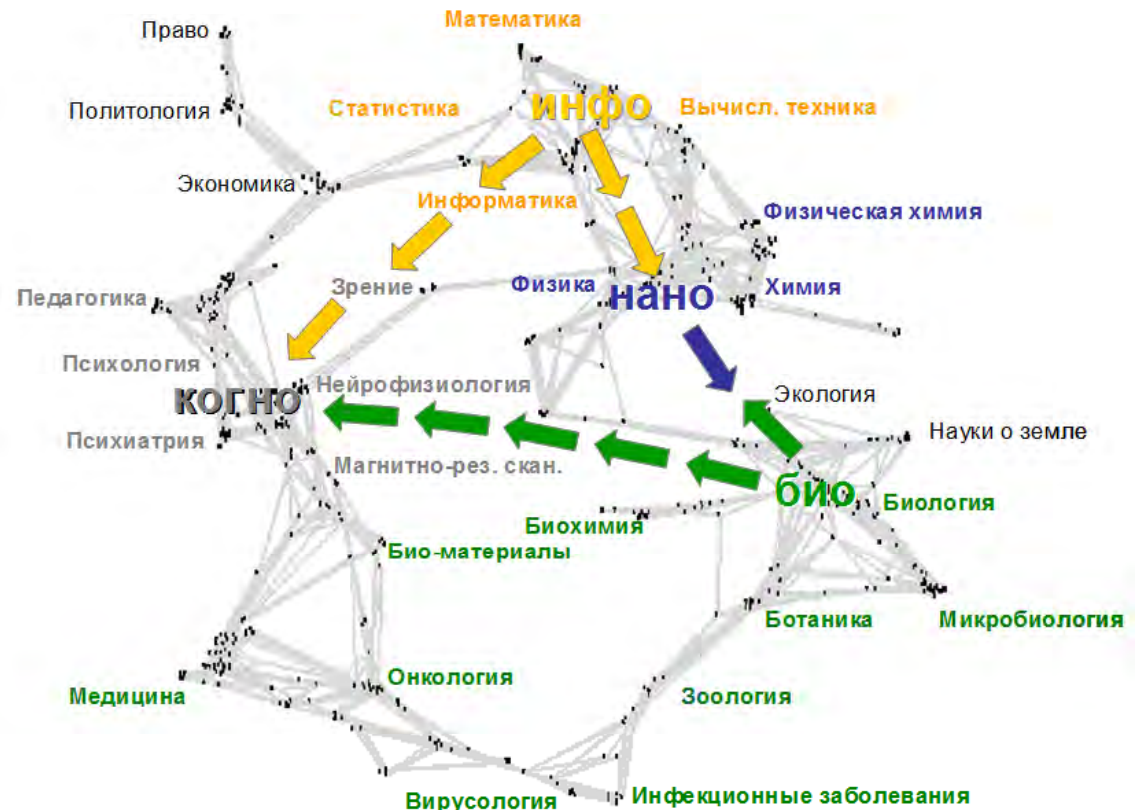 Математика
Право
Статистика
инфо
Вычисл. техника
Политология
Экономика
Информатика
Физическая химия
Педагогика
Зрение
Физика
нано
Химия
Психология
когно
Нейрофизиология
Экология
Психиатрия
Науки о земле
Магнитно-рез. скан.
био
Биология
Биохимия
Био-материалы
Ботаника
Микробиология
Онкология
Медицина
Зоология
Вирусология
Инфекционные заболевания